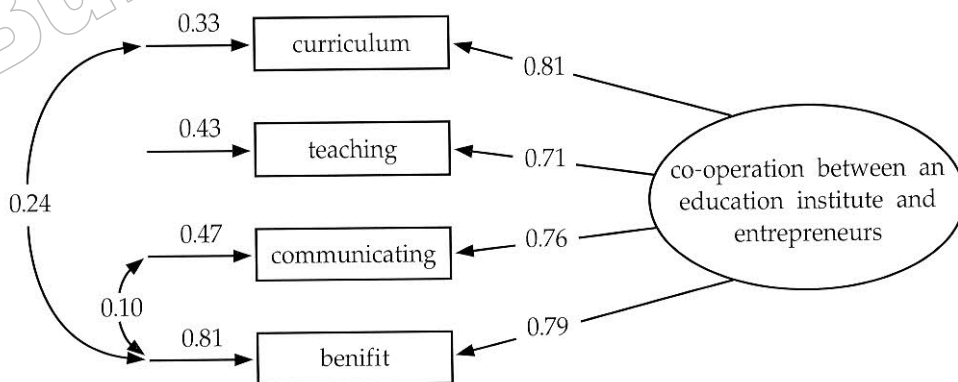 0.33
curriculum
0.81
0.43
teaching
0.71
co-operation between an
education institute and
entrepreneurs
0.24
0.47
communicating
0.76
0.10
0.81
benifit
0.79